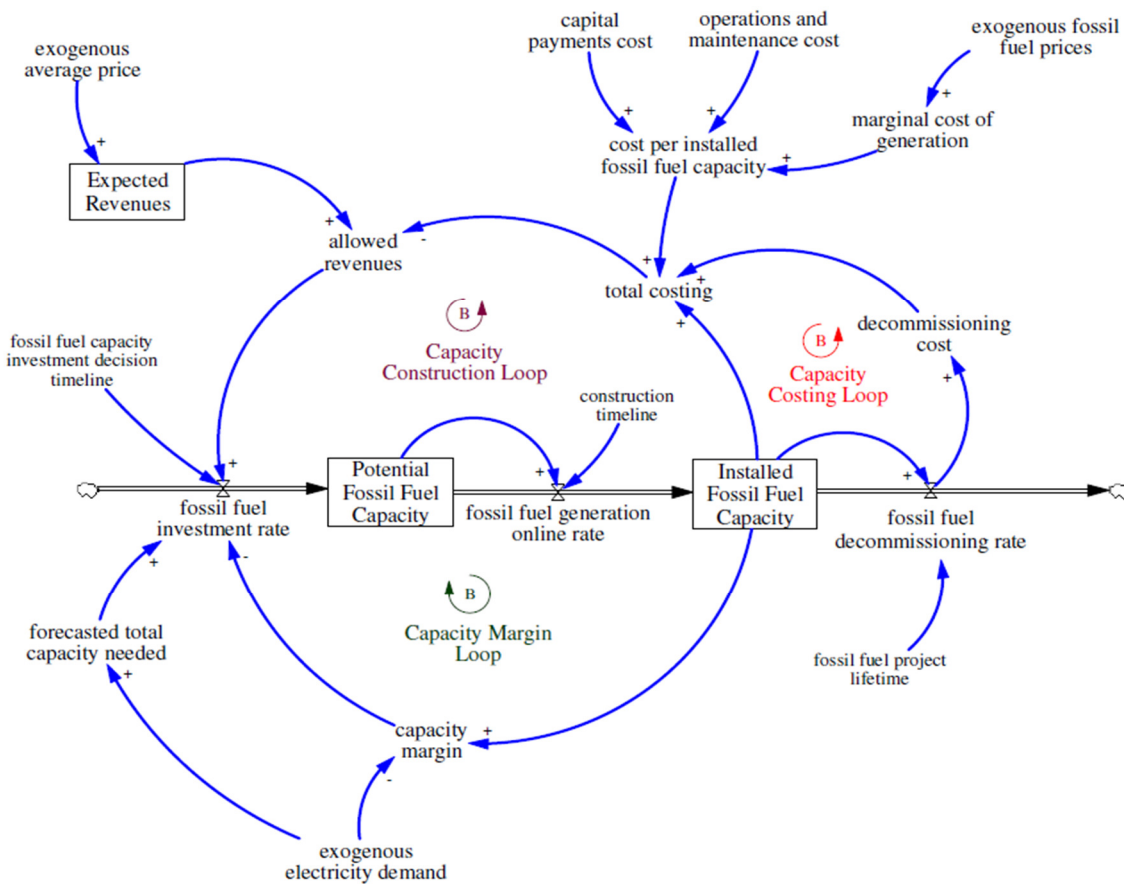 capital
payments cost
operations and
maintenance cost
exogenous fossil
fuel prices
exogenous
average price
+
+
+
marginal cost of
generation
+
cost per installed
fossil fuel capacity
+
Expected
Revenues
+
-
allowed
revenues
+
+
total costing
+
B
Capacity
Construction Loop
B
Capacity
Costing Loop
decommissioning
cost
+
fossil fuel capacity
investment decision
timeline
construction
timeline
+
Potential
Fossil Fuel
Capacity
+
Installed
Fossil Fuel
Capacity
+
fossil fuel
investment rate
fossil fuel generation
online rate
fossil fuel
decommissioning rate
+
-
B
Capacity Margin
Loop
forecasted total
capacity needed
+
fossil fuel project
lifetime
capacity
margin
+
-
exogenous
electricity demand